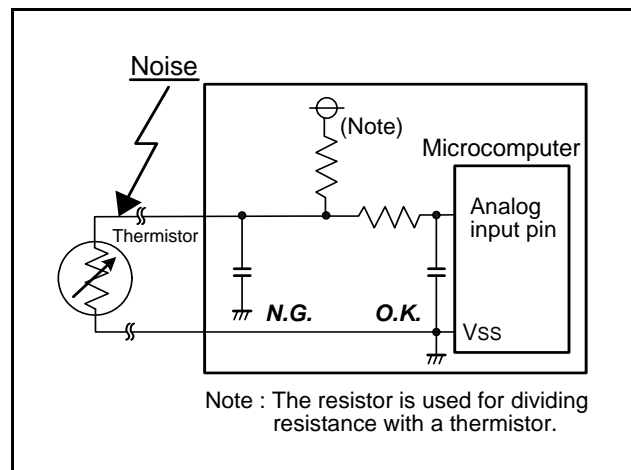 Noise
(Note)
Microcomputer
Analog
input pin
Thermistor
N.G.
O.K.
Vss
Note : The resistor is used for dividing
resistance with a thermistor.